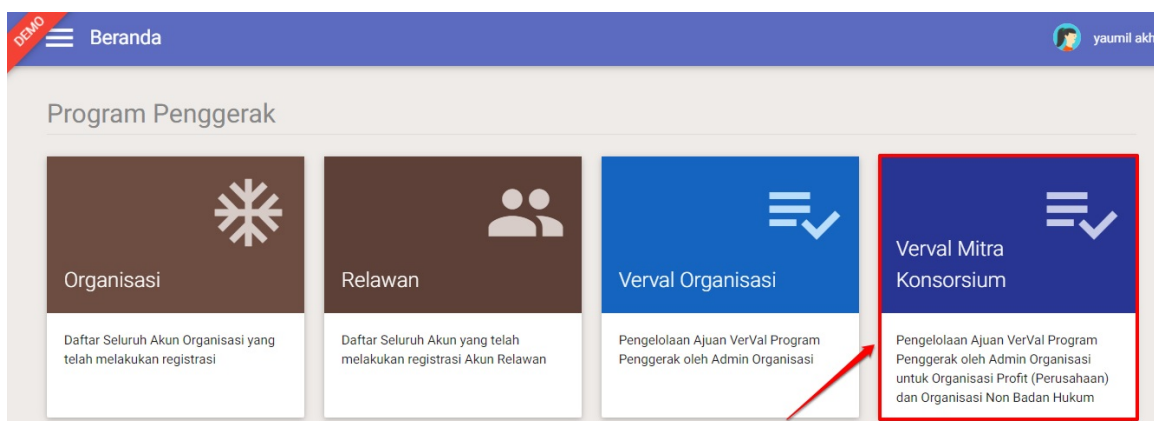 DEMO
Beranda
yaumil akh
Program Penggerak
Organisasi
Daftar Seluruh Akun Organisasi yang
telah melakukan registrasi
Relawan
Daftar Seluruh Akun yang telah
melakukan registrasi Akun Relawan
Verval Organisasi
Pengelolaan Ajuan VerVal Program
Penggerak oleh Admin Organisasi
Verval Mitra
Konsorsium
Pengelolaan Ajuan VerVal Program
Penggerak oleh Admin Organisasi
untuk Organisasi Profit (Perusahaan)
dan Organisasi Non Badan Hukum